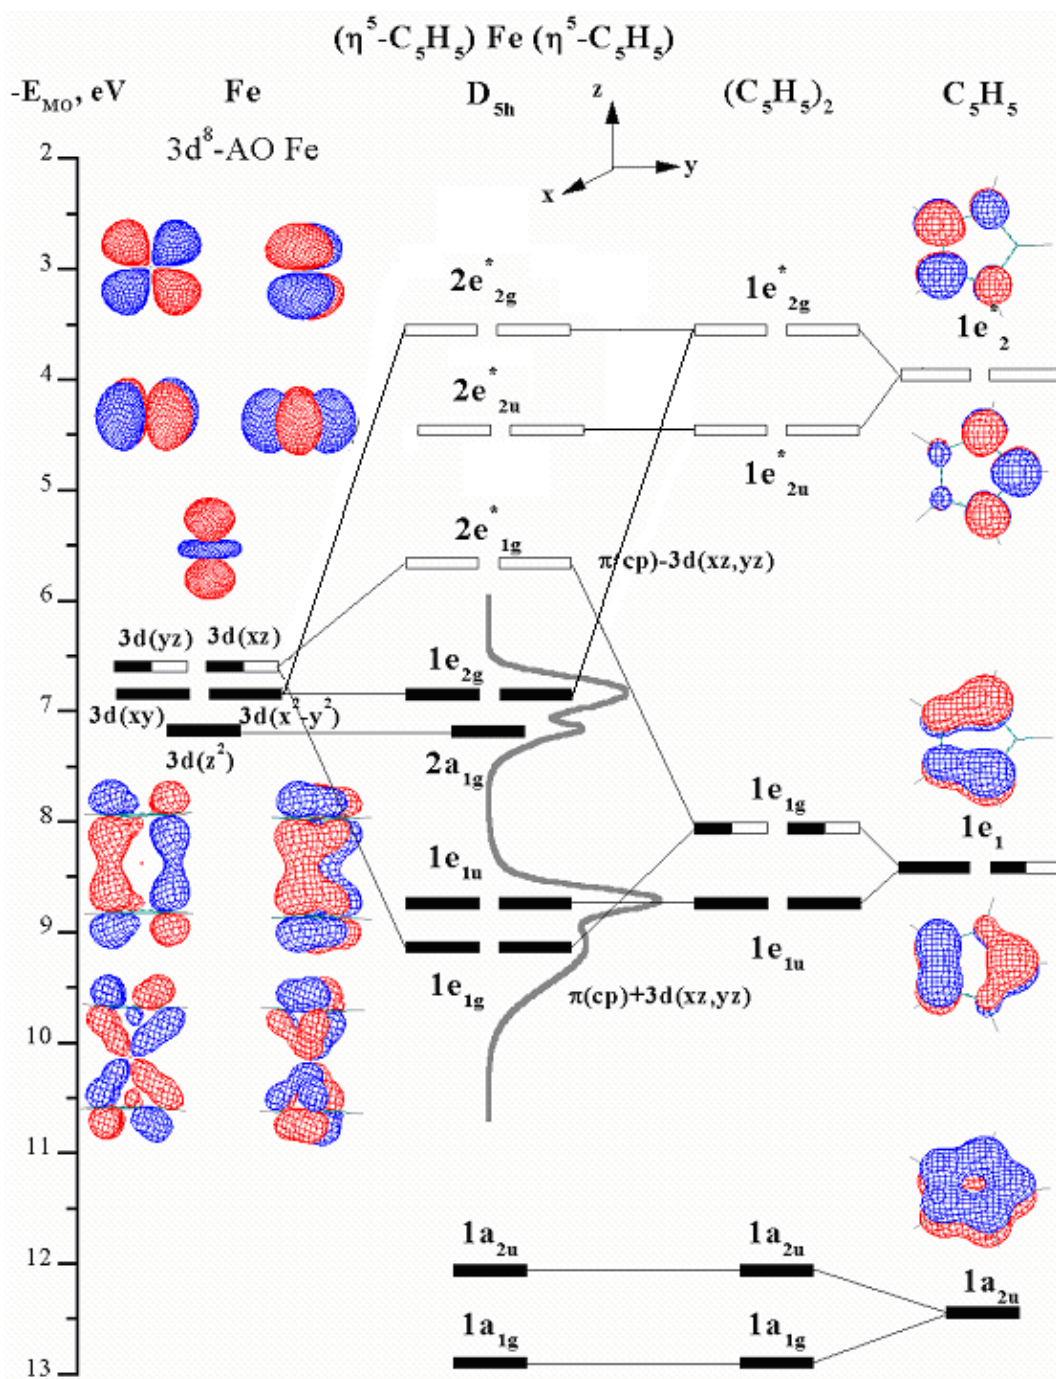 (η⁵-C₅H₅) Fe (η⁵-C₅H₅)
-E_MO, eV Fe D₅ₕ z (C₅H₅)₂ C₅H₅
3d⁸-AO Fe
2
y
x
3
2e*₂g 1e*₂g
1e*₂
4
2e*₂u
1e*₂u
5
2e*₁g
π(cp)-3d(xz,yz)
6
3d(yz) 3d(xz)
1e₂g
7
3d(xy) 3d(x²-y²)
3d(z²)
2a₁g
8
1e₁g
1e₁
1e₁u
9
1e₁u
1e₁g π(cp)+3d(xz,yz)
10
11
1a₂u 1a₂u
12
1a₂u
1a₁g 1a₁g
13